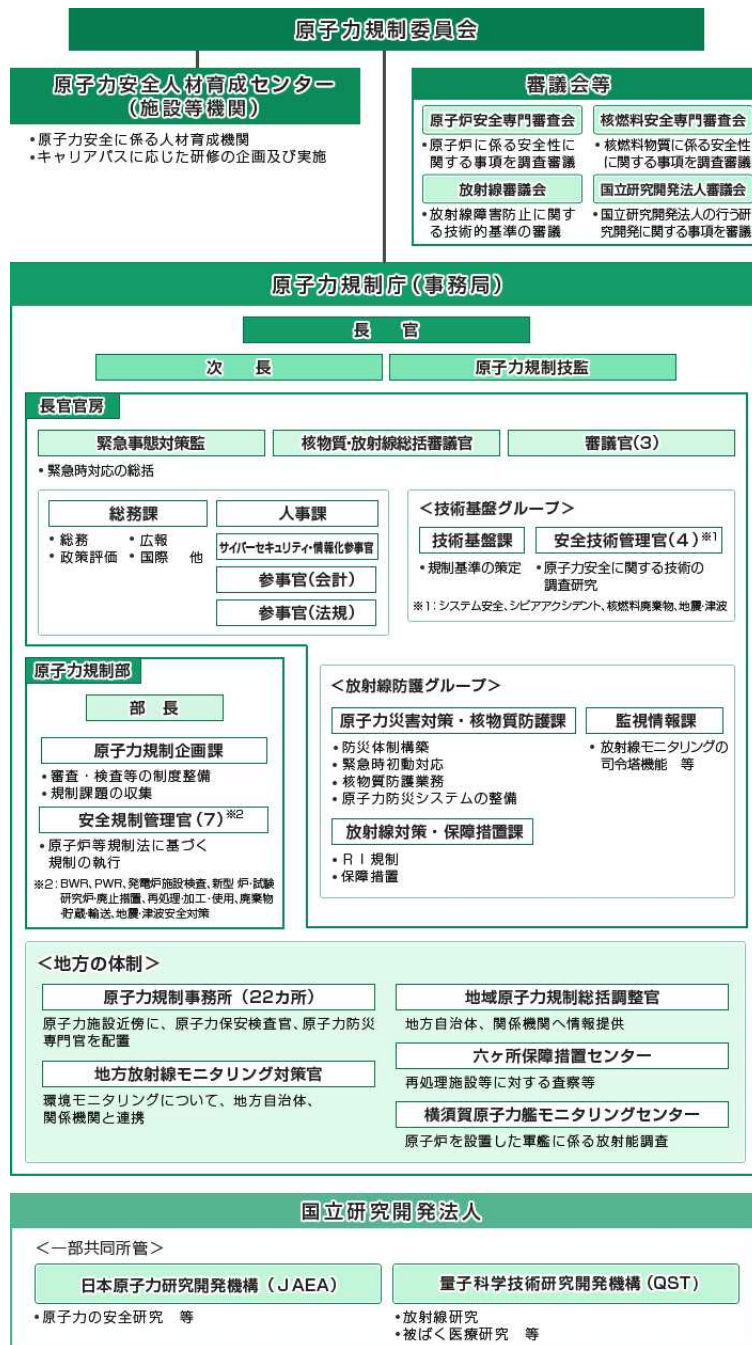 原子力規制委員会
原子力安全人材育成センター
(施設等機関)
•原子力安全に係る人材育成機関
•キャリアパスに応じた研修の企画及び実施
審議会等
原子炉安全専門審査会
•原子炉に係る安全性に
関する事項を調査審議
核燃料安全専門審査会
•核燃料物質に係る安全性
に関する事項を調査審議
放射線審議会
•放射線障害防止に関す
る技術的基準の審議
国立研究開発法人審議会
•国立研究開発法人の行う研
究開発に関する事項を審議
原子力規制庁(事務局)
長 官
次 長
原子力規制技監
長官官房
緊急事態対策監
核物質・放射線総括審議官
審議官(3)
•緊急時対応の総括
総務課
•総務 •広報
•政策評価 •国際 他
人事課
サイバーセキュリティ・情報化参事官
参事官(会計)
参事官(法規)
<技術基盤グループ>
技術基盤課
•規制基準の策定
安全技術管理官(4)※1
•原子力安全に関する技術の
調査研究
※1:システム安全、シビアアクシデント、核燃料廃棄物、地震・津波
原子力規制部
部 長
原子力規制企画課
•審査・検査等の制度整備
•規制課題の収集
安全規制管理官(7)※2
•原子炉等規制法に基づく
規制の執行
※2:BWR、PWR、発電炉施設検査、新型 炉・試験
研究炉・廃止措置、再処理・加工・使用、廃棄物
・貯蔵・輸送、地震・津波安全対策
<放射線防護グループ>
原子力災害対策・核物質防護課
•防災体制構築
•緊急時初動対応
•核物質防護業務
•原子力防災システムの整備
監視情報課
•放射線モニタリングの
司令塔機能 等
放射線対策・保障措置課
•RI規制
•保障措置
<地方の体制>
原子力規制事務所(22カ所)
原子力施設近傍に、原子力保安検査官、原子力防災
専門官を配置
地方放射線モニタリング対策官
環境モニタリングについて、地方自治体、
関係機関と連携
地域原子力規制総括調整官
地方自治体、関係機関へ情報提供
六ヶ所保障措置センター
再処理施設等に対する査察等
横須賀原子力艦モニタリングセンター
原子炉を設置した軍艦に係る放射能調査
国立研究開発法人
<一部共同所管>
日本原子力研究開発機構(JAEA)
•原子力の安全研究 等
量子科学技術研究開発機構(QST)
•放射線研究
•被ばく医療研究 等